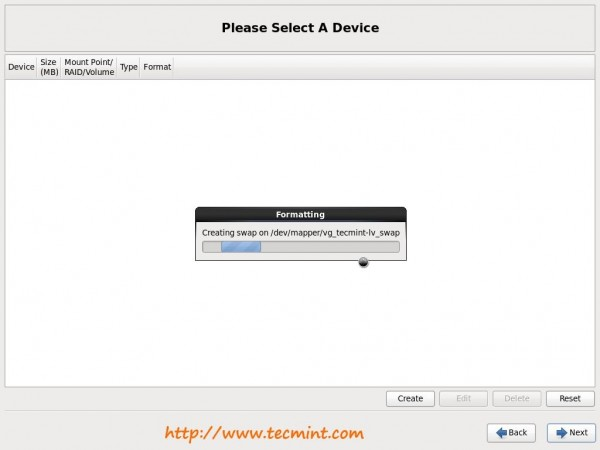 Please Select A Device
Device
Size
(MB)
Mount Point/
RAID/Volume
Type
Format
Formatting
Creating swap on /dev/mapper/vg_tecmint-lv_swap
Create
Edit
Delete
Reset
http://www.tecmint.com
Back
Next